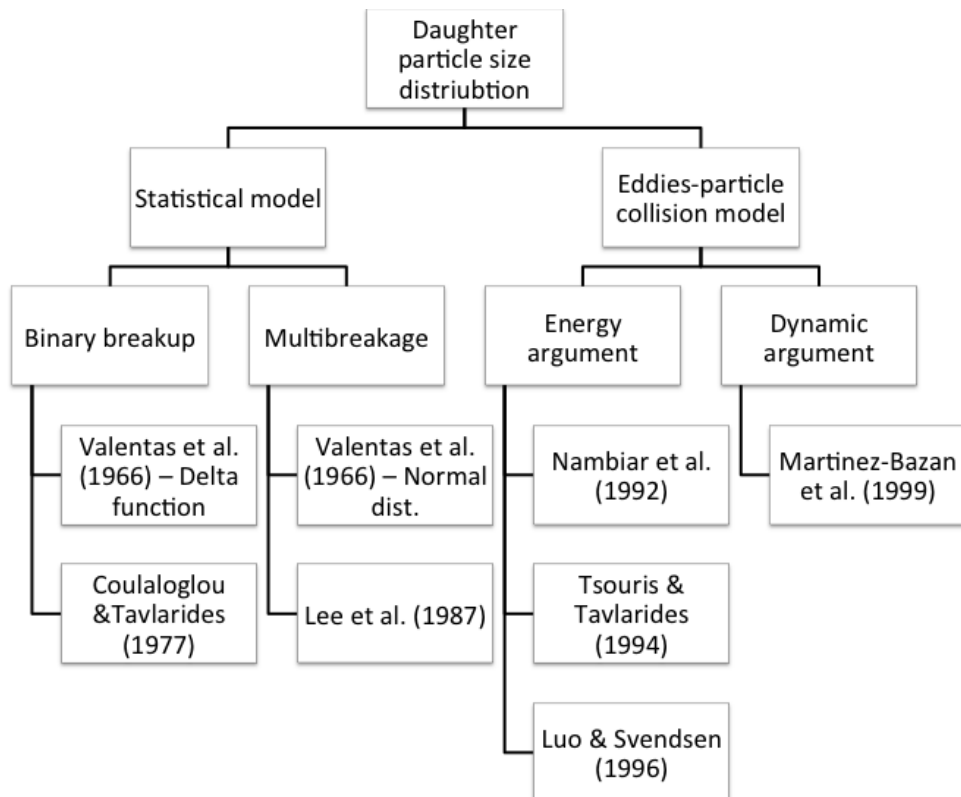 Daughter
particle size
distriubtion
Statistical model
Eddies-particle
collision model
Binary breakup
Multibreakage
Energy
argument
Dynamic
argument
Valentas et al.
(1966) – Delta
function
Valentas et al.
(1966) – Normal
dist.
Nambiar et al.
(1992)
Martinez-Bazan
et al. (1999)
Coulaloglou
&Tavlarides
(1977)
Lee et al. (1987)
Tsouris &
Tavlarides
(1994)
Luo & Svendsen
(1996)